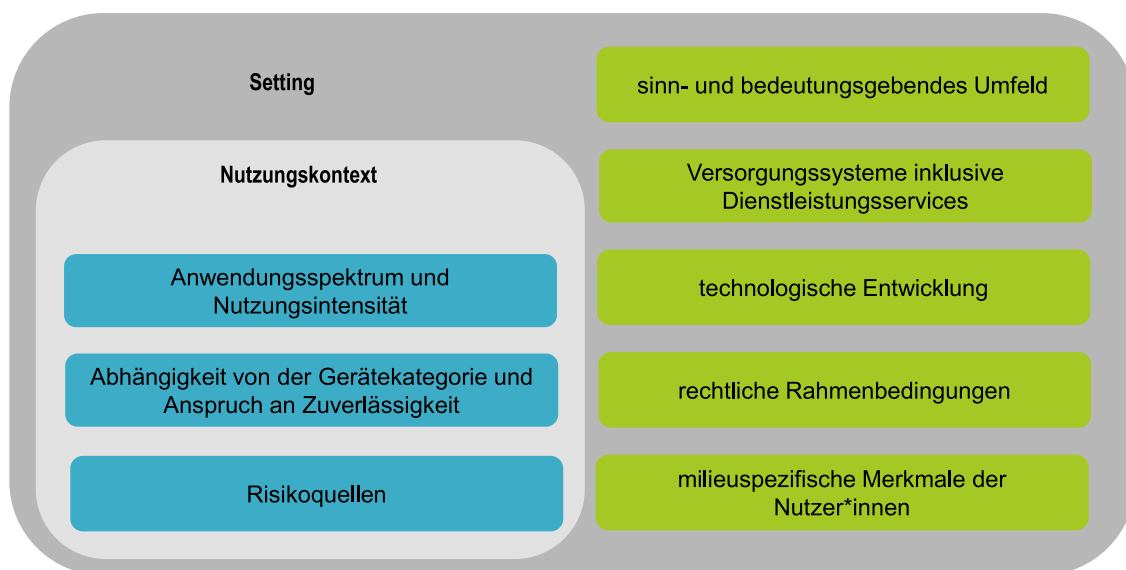 Setting
Nutzungskontext
Anwendungsspektrum und
Nutzungsintensität
Abhängigkeit von der Gerätekategorie und
Anspruch an Zuverlässigkeit
Risikoquellen
sinn- und bedeutungsgebendes Umfeld
Versorgungssysteme inklusive
Dienstleistungsservices
technologische Entwicklung
rechtliche Rahmenbedingungen
milieuspezifische Merkmale der
Nutzer*innen